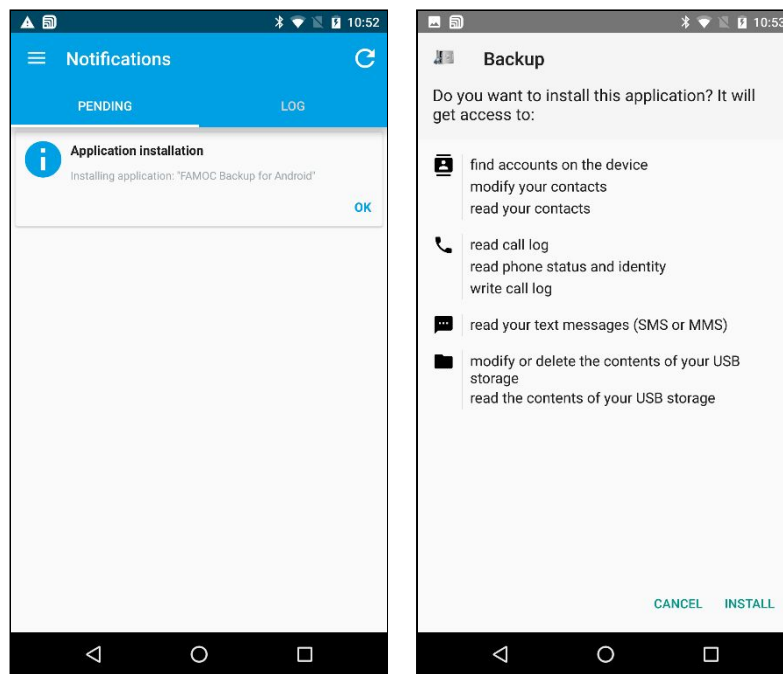 10:52
Notifications
PENDING
LOG
Application installation
Installing application: "FAMOC Backup for Android"
OK
10:53
Backup
Do you want to install this application? It will
get access to:
find accounts on the device
modify your contacts
read your contacts
read call log
read phone status and identity
write call log
read your text messages (SMS or MMS)
modify or delete the contents of your USB
storage
read the contents of your USB storage
CANCEL
INSTALL